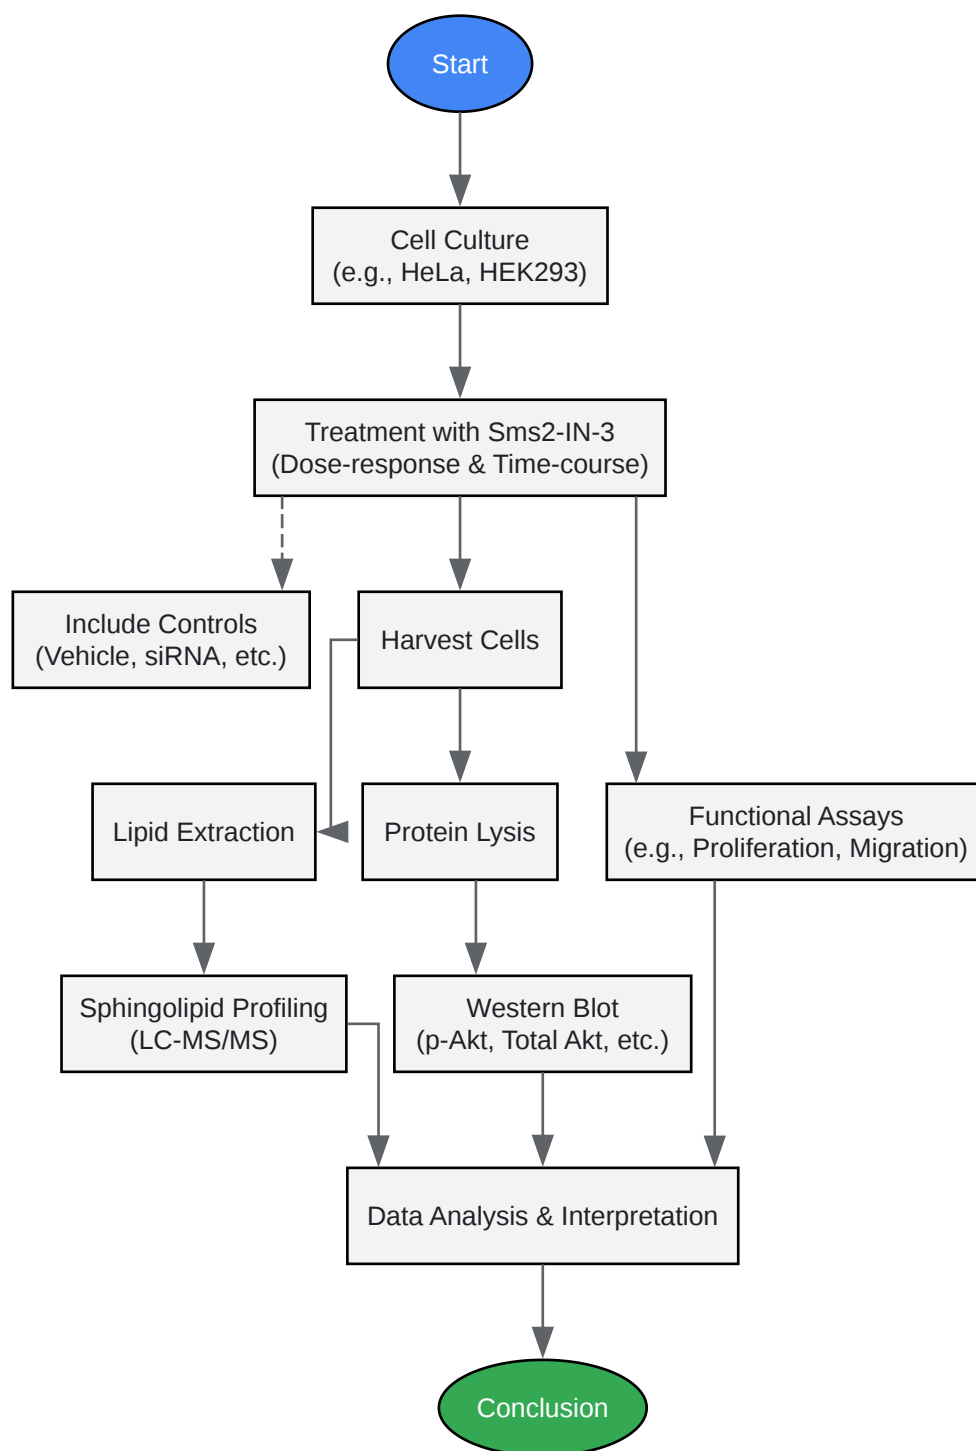 Start
Cell Culture
(e.g., HeLa, HEK293)
Treatment with Sms2-IN-3
(Dose-response & Time-course)
Include Controls
(Vehicle, siRNA, etc.)
Harvest Cells
Lipid Extraction
Protein Lysis
Functional Assays
(e.g., Proliferation, Migration)
Sphingolipid Profiling
(LC-MS/MS)
Western Blot
(p-Akt, Total Akt, etc.)
Data Analysis & Interpretation
Conclusion